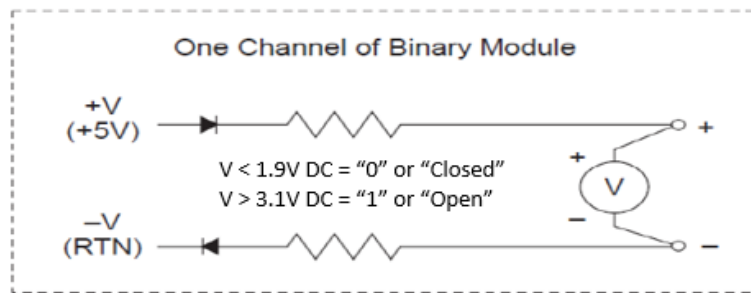 One Channel of Binary Module
+V
(+5V)
+
V < 1.9V DC = “0” or “Closed”
+
V > 3.1V DC = “1” or “Open”
V
–
–V
(RTN)
–